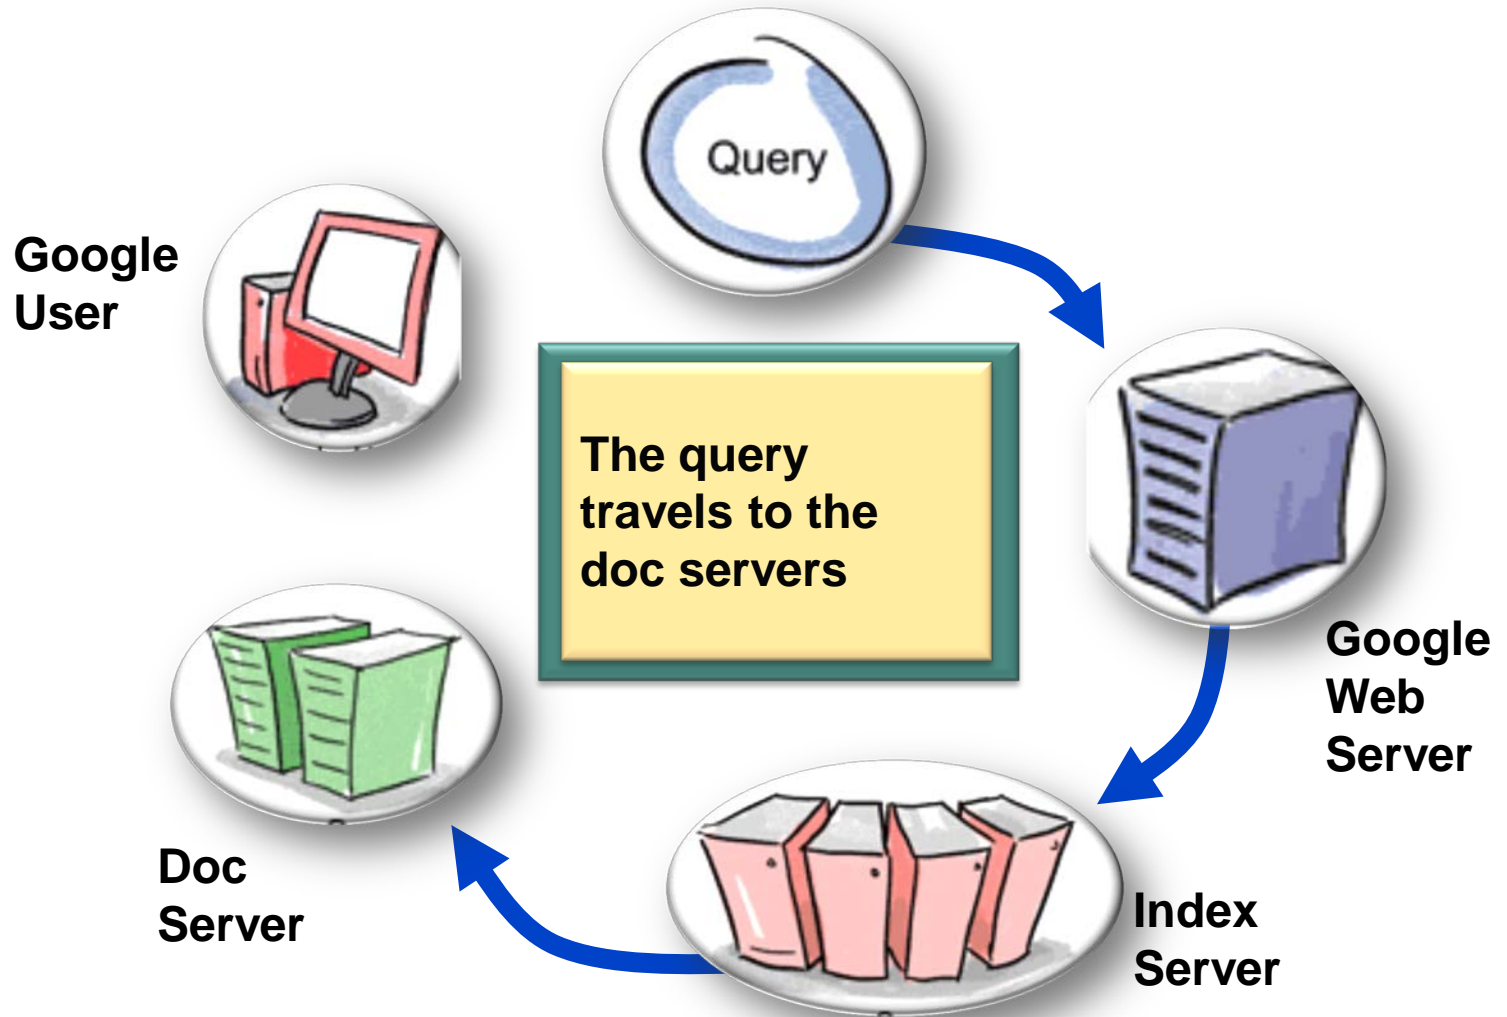 Query
Google
User
The query
travels to the
doc servers
Google
Web
Server
Doc
Server
Index
Server